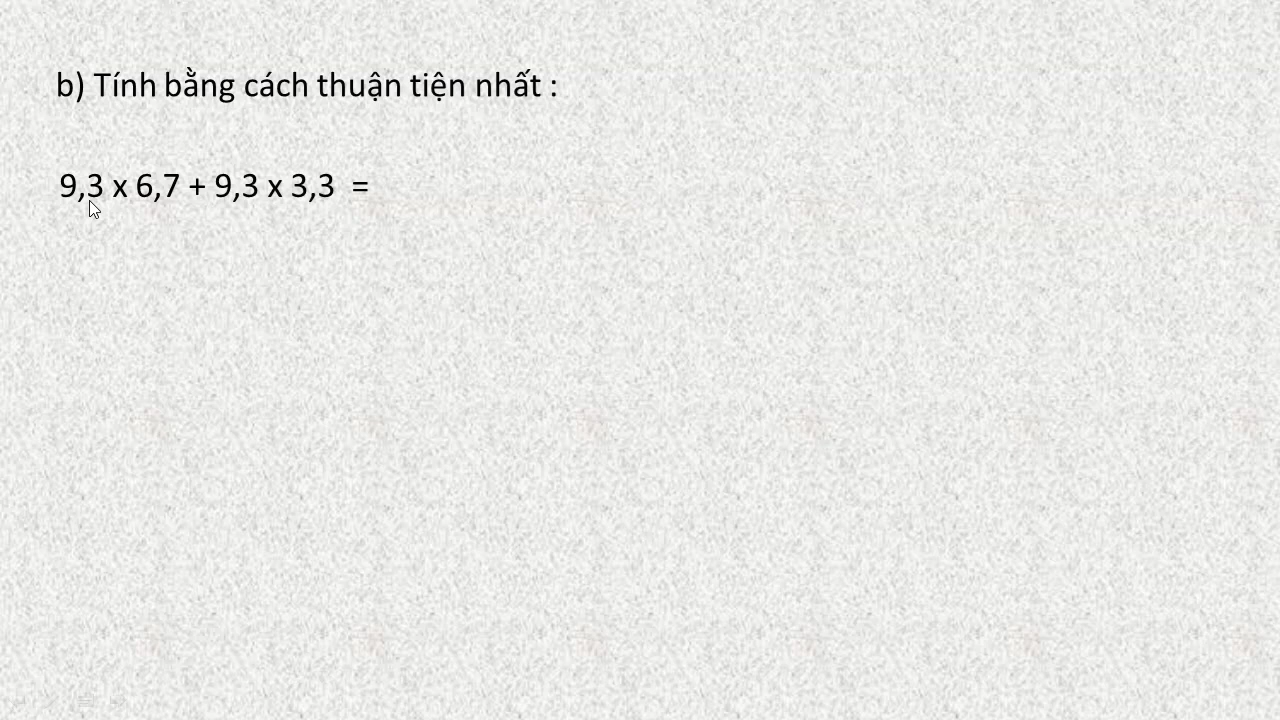 b) Tính bằng cách thuận tiện nhất :
9,3 x 6,7 + 9,3 x 3,3 =